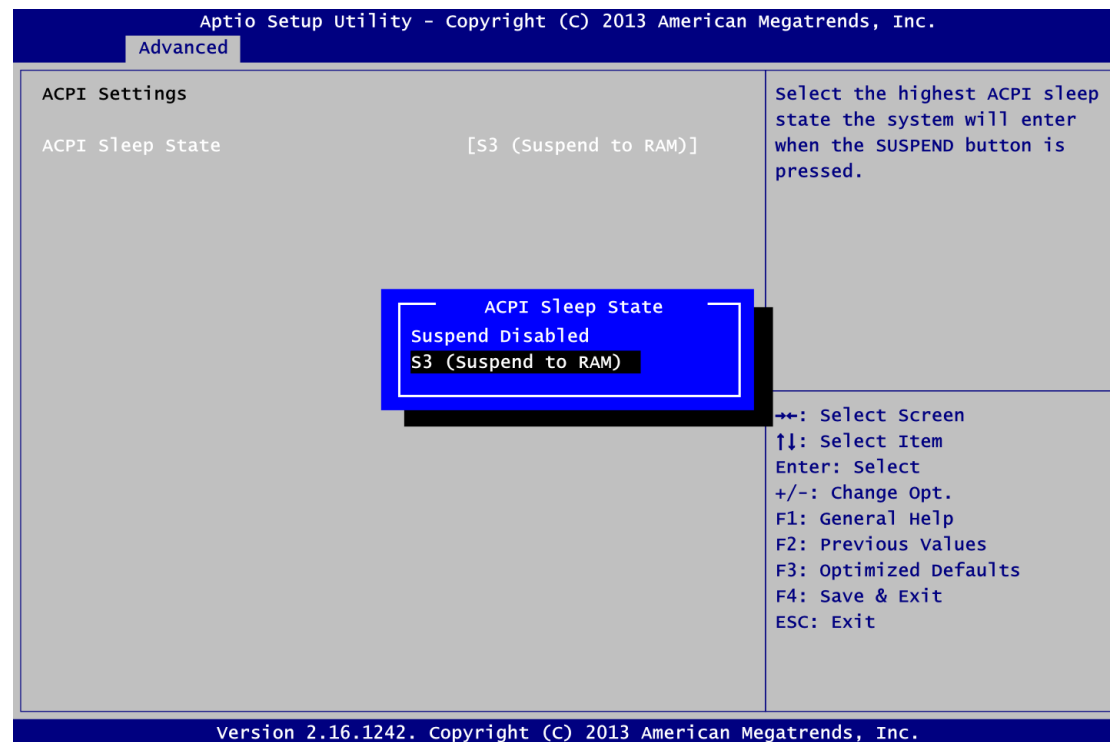 Aptio Setup Utility – Copyright (C) 2013 American Megatrends, Inc.
Advanced
ACPI Settings
ACPI Sleep State [S3 (Suspend to RAM)]
Select the highest ACPI sleep
state the system will enter
when the SUSPEND button is
pressed.
ACPI Sleep State
Suspend Disabled
S3 (Suspend to RAM)
→←: Select Screen
↑↓: Select Item
Enter: Select
+/-: Change Opt.
F1: General Help
F2: Previous Values
F3: Optimized Defaults
F4: Save & Exit
ESC: Exit
Version 2.16.1242. Copyright (C) 2013 American Megatrends, Inc.